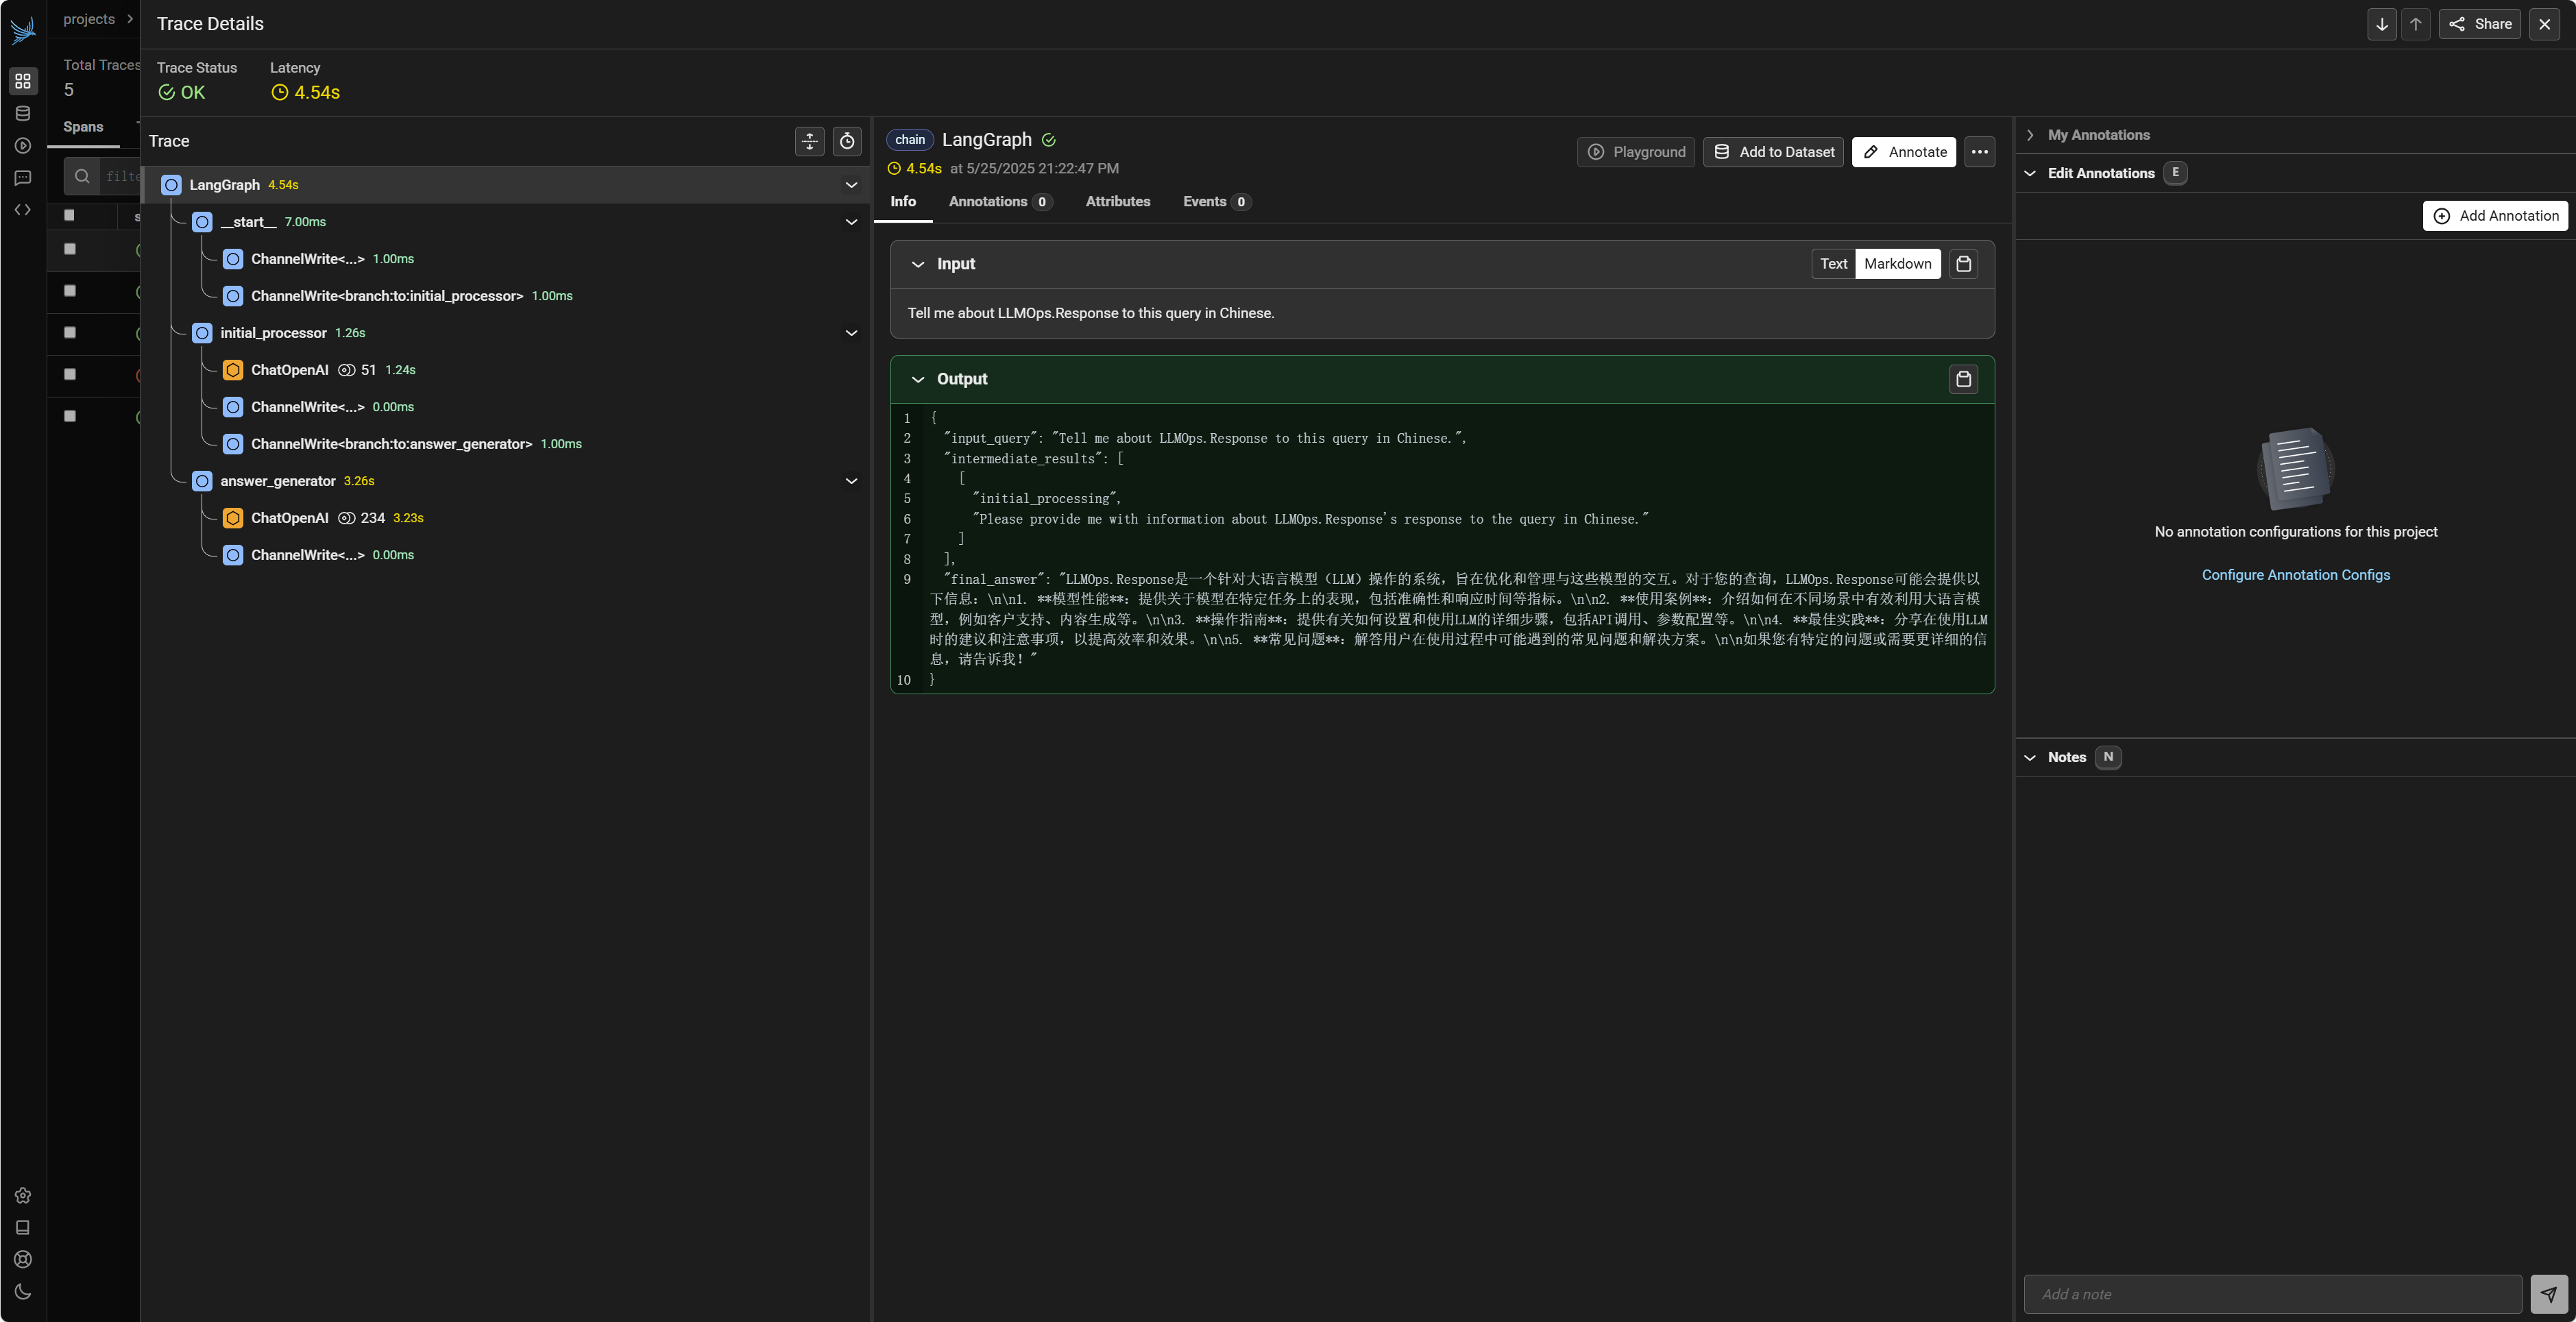 projects
Total Traces
5
Spans
filte
s
Trace Details
Share
Trace Status
OK
Latency
4.54s
Trace
LangGraph 4.54s
__start__ 7.00ms
ChannelWrite<...> 1.00ms
ChannelWrite<branch:to:initial_processor> 1.00ms
initial_processor 1.26s
ChatOpenAI 51 1.24s
ChannelWrite<...> 0.00ms
ChannelWrite<branch:to:answer_generator> 1.00ms
answer_generator 3.26s
ChatOpenAI 234 3.23s
ChannelWrite<...> 0.00ms
chain LangGraph
4.54s at 5/25/2025 21:22:47 PM
Playground
Add to Dataset
Annotate
Info
Annotations 0
Attributes
Events 0
Input
Text
Markdown
Tell me about LLMOps.Response to this query in Chinese.
Output
1 {
2 "input_query": "Tell me about LLMOps.Response to this query in Chinese.",
3 "intermediate_results": [
4 [
5 "initial_processing",
6 "Please provide me with information about LLMOps.Response's response to the query in Chinese."
7 ]
8 ],
9 "final_answer": "LLMOps.Response是一个针对大语言模型（LLM）操作的系统，旨在优化和管理与这些模型的交互。对于您的查询，LLMOps.Response可能会提供以
下信息：\n\n1. **模型性能**：提供关于模型在特定任务上的表现，包括准确性和响应时间等指标。\n\n2. **使用案例**：介绍如何在不同场景中有效利用大语言模
型，例如客户支持、内容生成等。\n\n3. **操作指南**：提供有关如何设置和使用LLM的详细步骤，包括API调用、参数配置等。\n\n4. **最佳实践**：分享在使用LLM
时的建议和注意事项，以提高效率和效果。\n\n5. **常见问题**：解答用户在使用过程中可能遇到的常见问题和解决方案。\n\n如果您有特定的问题或需要更详细的信
息，请告诉我！"
10 }
My Annotations
Edit Annotations E
Add Annotation
No annotation configurations for this project
Configure Annotation Configs
Notes N
Add a note